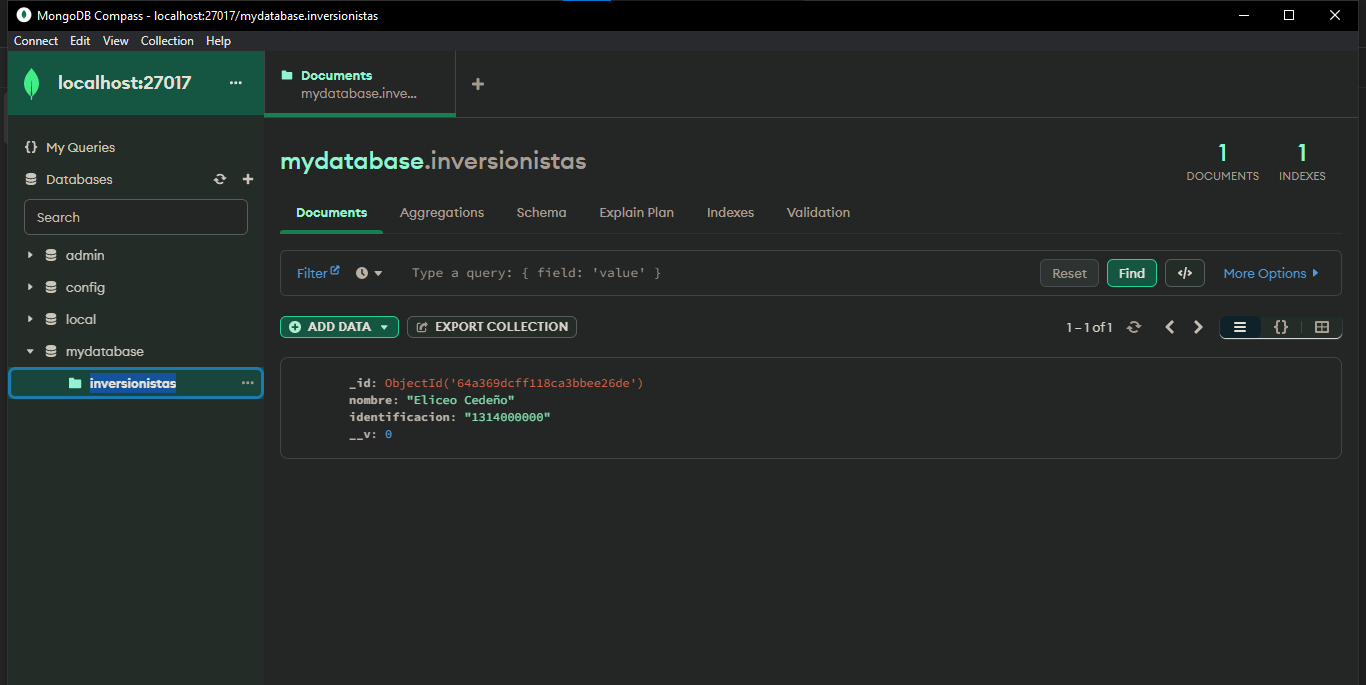 MongoDB Compass - localhost:27017/mydatabase.inversionistas
Connect Edit View Collection Help
localhost:27017 ...
Documents
mydatabase.inve...
{} My Queries
Databases
Search
admin
config
local
mydatabase
inversionistas ...
mydatabase.inversionistas
1
DOCUMENTS
1
INDEXES
Documents Aggregations Schema Explain Plan Indexes Validation
Filter Type a query: { field: 'value' } Reset Find </> More Options
ADD DATA EXPORT COLLECTION 1 – 1 of 1 {}
_id: ObjectId('64a369dcff118ca3bbee26de')
nombre: "Eliceo Cedeño"
identificacion: "1314000000"
__v: 0